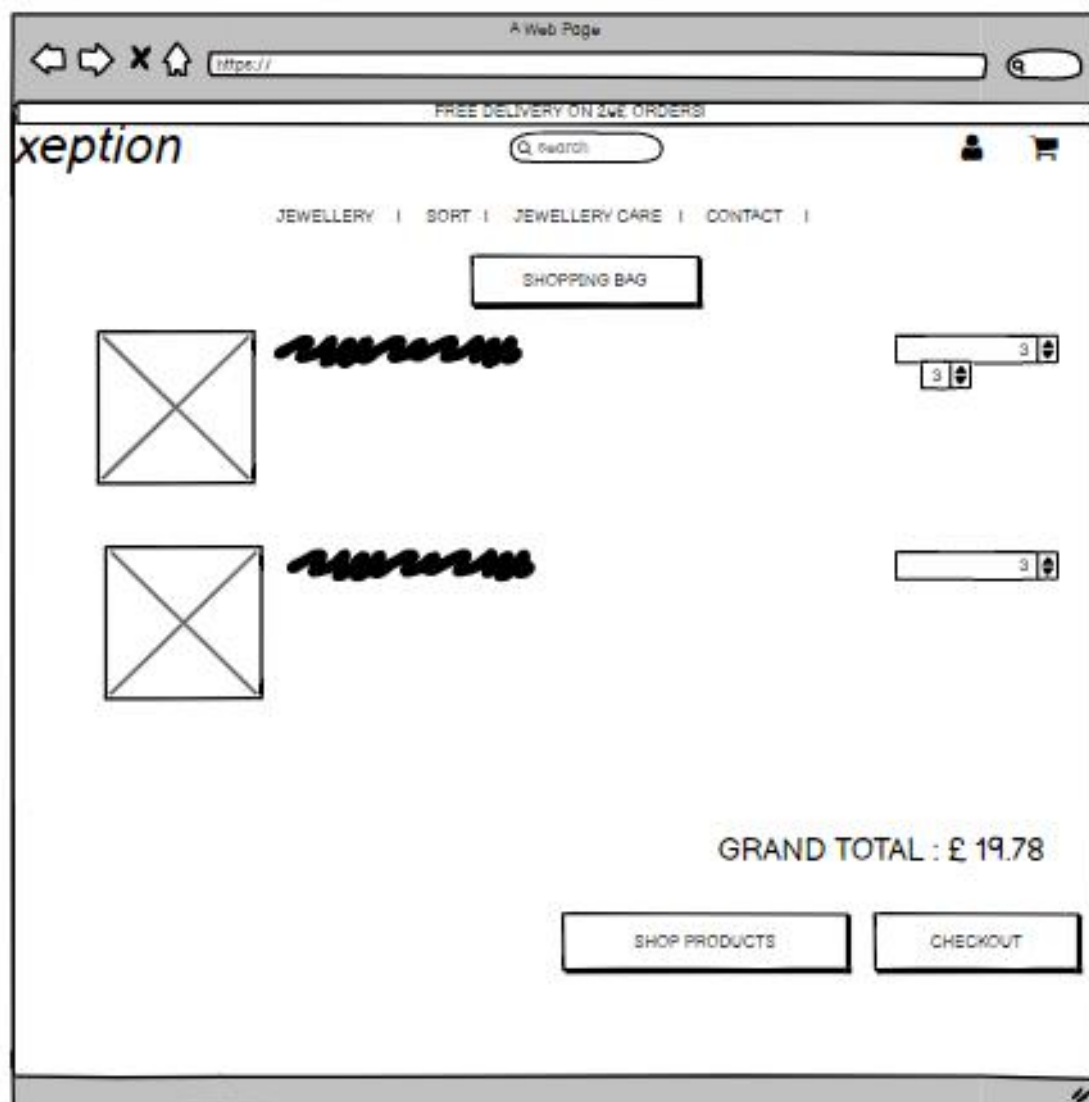 A Web Page
https://
FREE DELIVERY ON ORDERS!
xeption
search
JEWELLERY | SORT | JEWELLERY CARE | CONTACT |
SHOPPING BAG
3
3
3
GRAND TOTAL : £ 19.78
SHOP PRODUCTS
CHECKOUT